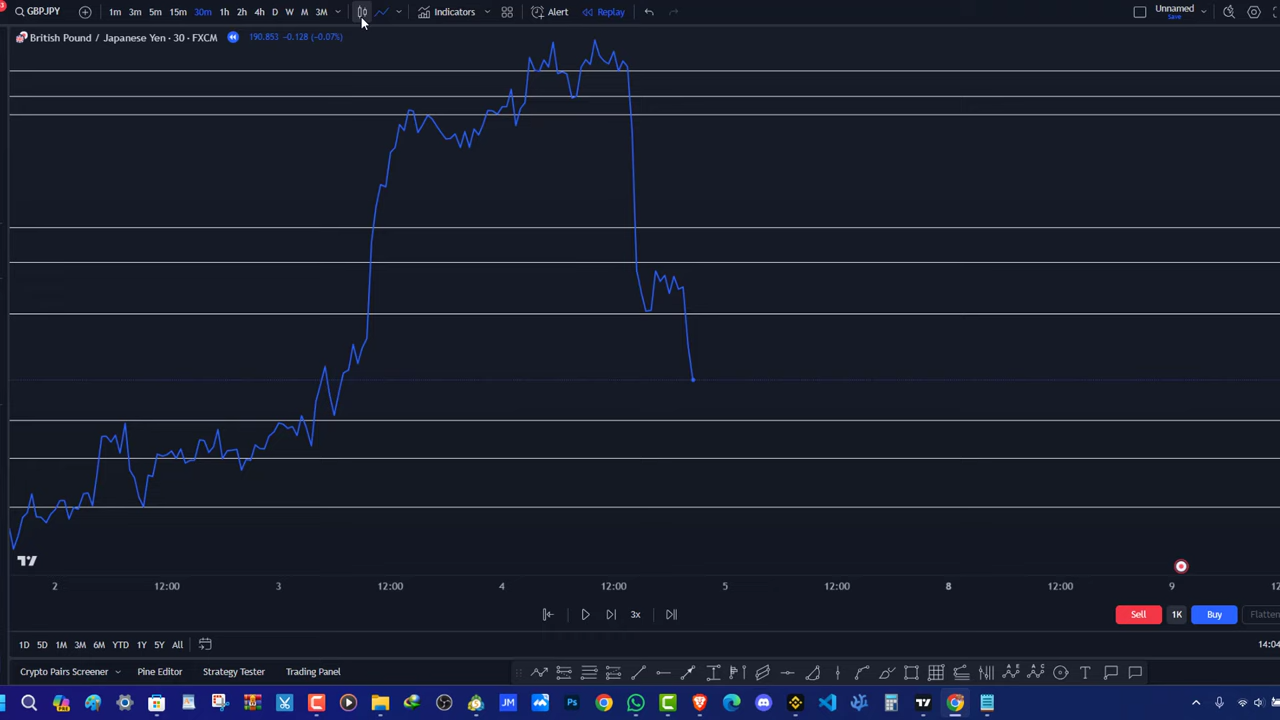 GBPJPY 1m 3m 5m 15m 30m 1h 2h 4h D W M 3M Indicators Alert Replay Unnamed
Save
British Pound / Japanese Yen · 30 · FXCM 190.853 −0.128 (−0.07%)
2 12:00 3 12:00 4 12:00 5 12:00 8 12:00 9
3x Sell 1K Buy Flatten
1D 5D 1M 3M 6M YTD 1Y 5Y All 14:04
Crypto Pairs Screener Pine Editor Strategy Tester Trading Panel